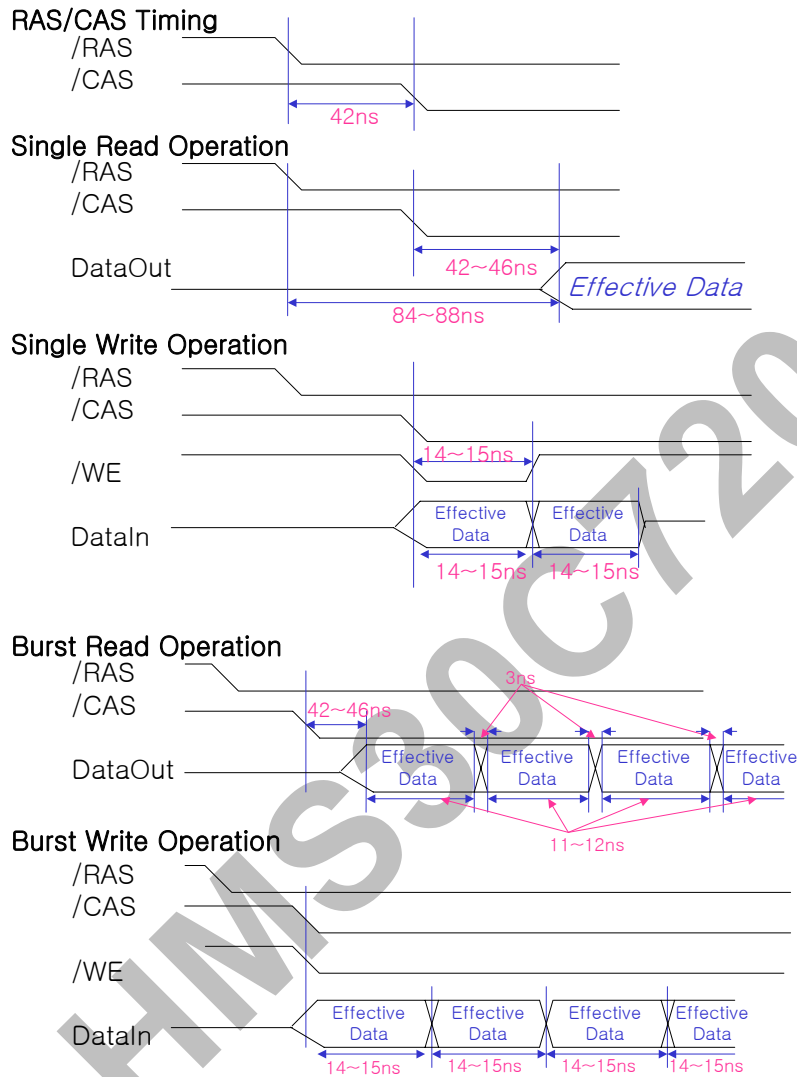 RAS/CAS Timing
/RAS
/CAS
42ns
Single Read Operation
/RAS
/CAS
42~46ns
DataOut
Effective Data
84~88ns
Single Write Operation
/RAS
/CAS
14~15ns
/WE
Effective Data
Effective Data
DataIn
14~15ns
14~15ns
Burst Read Operation
/RAS
3ns
/CAS
42~46ns
Effective Data
Effective Data
Effective Data
Effective Data
DataOut
11~12ns
Burst Write Operation
/RAS
/CAS
/WE
Effective Data
Effective Data
Effective Data
Effective Data
DataIn
14~15ns
14~15ns
14~15ns
14~15ns
HMS30C720